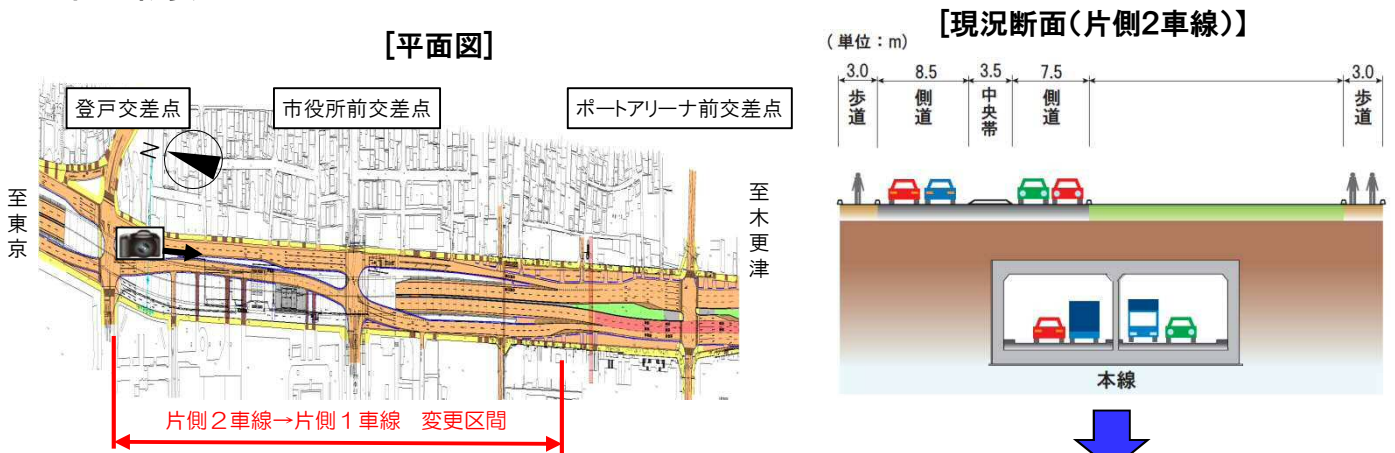 [平面図]
登戸交差点
市役所前交差点
ポートアリーナ前交差点
N
至東京
至木更津
片側２車線→片側１車線　変更区間
[現況断面(片側2車線)】
(単位：m)
3.0 8.5 3.5 7.5 3.0
歩道 側道 中央帯 側道 歩道
本線